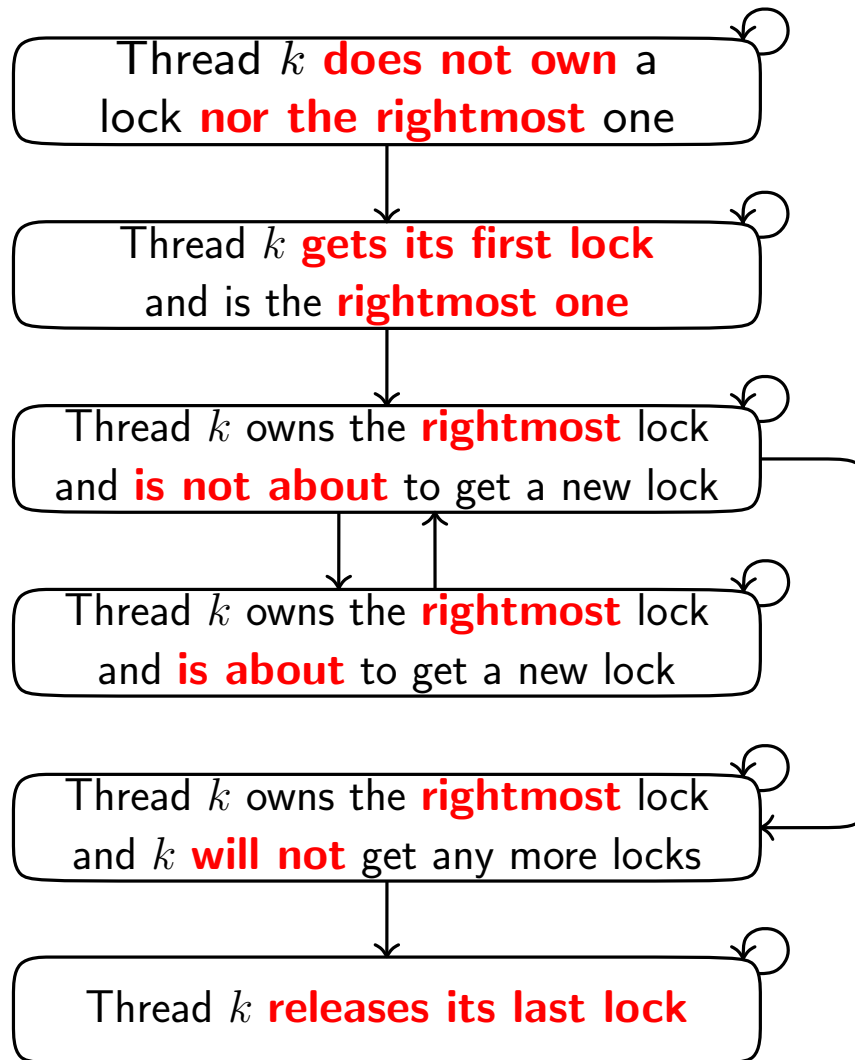 Thread k does not own a
lock nor the rightmost one
Thread k gets its first lock
and is the rightmost one
Thread k owns the rightmost lock
and is not about to get a new lock
Thread k owns the rightmost lock
and is about to get a new lock
Thread k owns the rightmost lock
and k will not get any more locks
Thread k releases its last lock